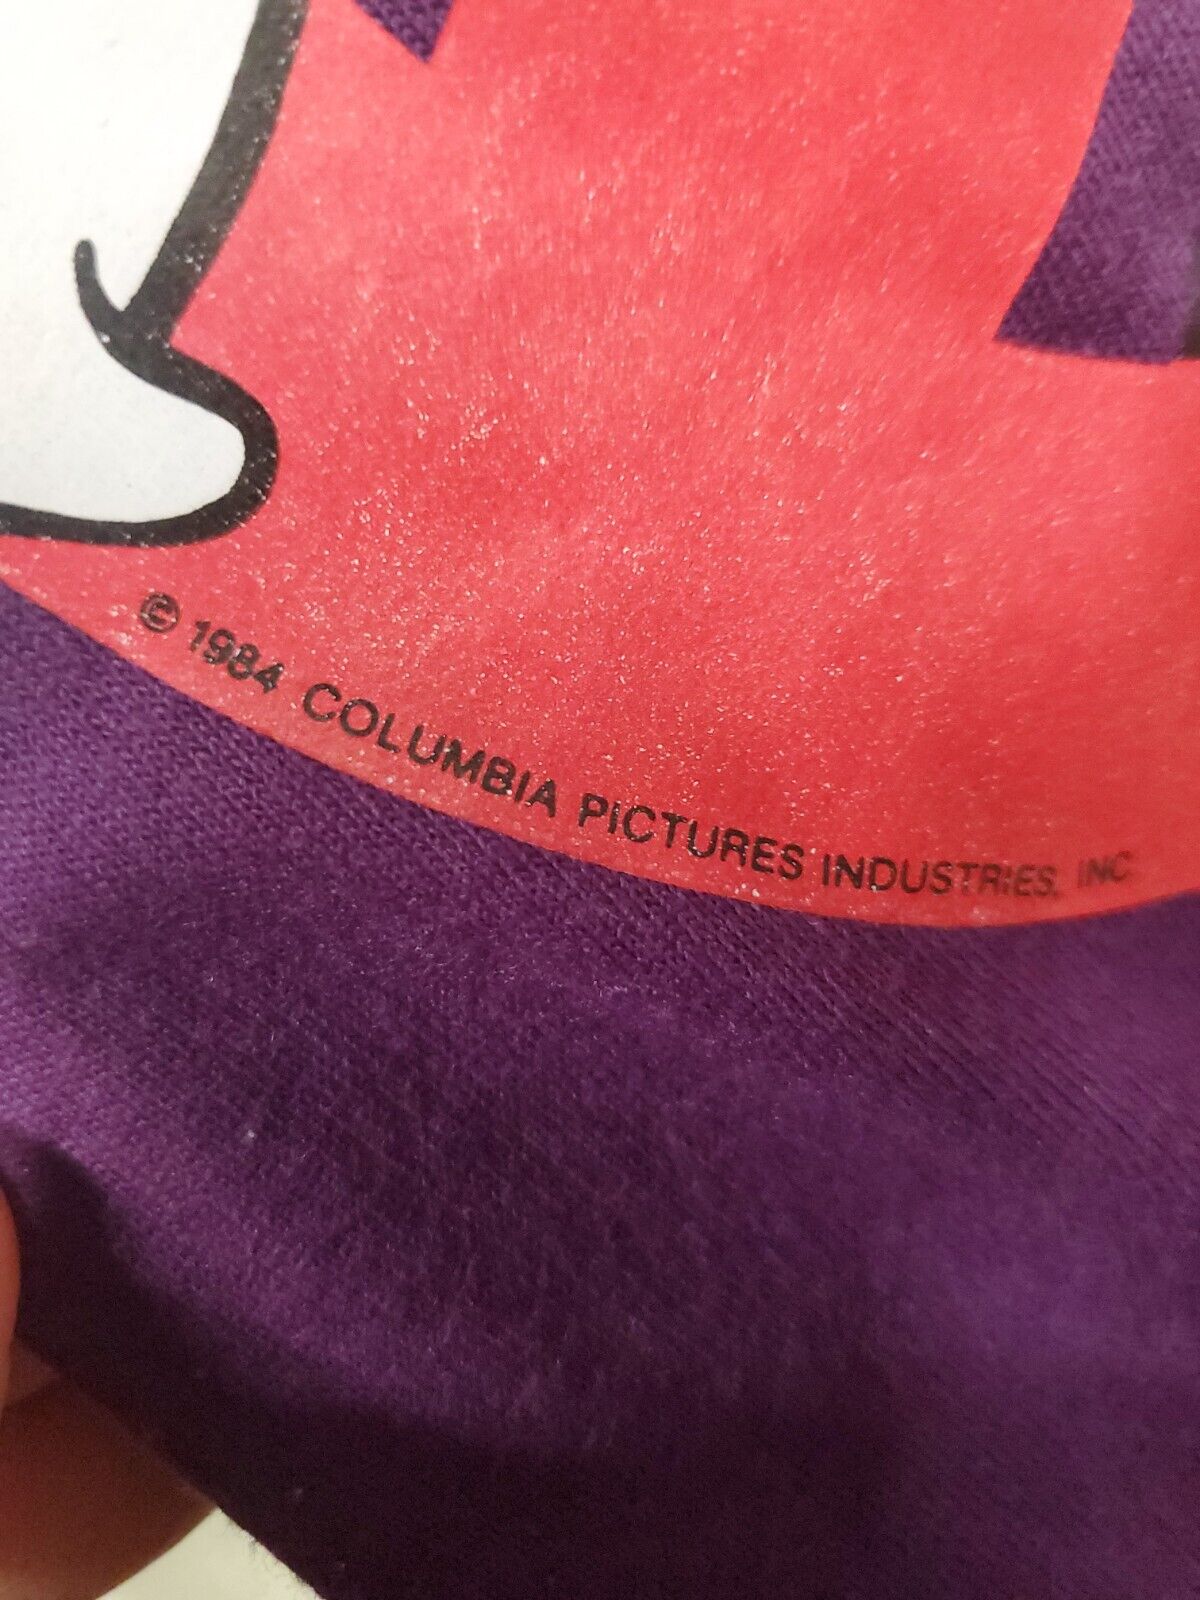 © 1984 COLUMBIA PICTURES INDUSTRIES, INC